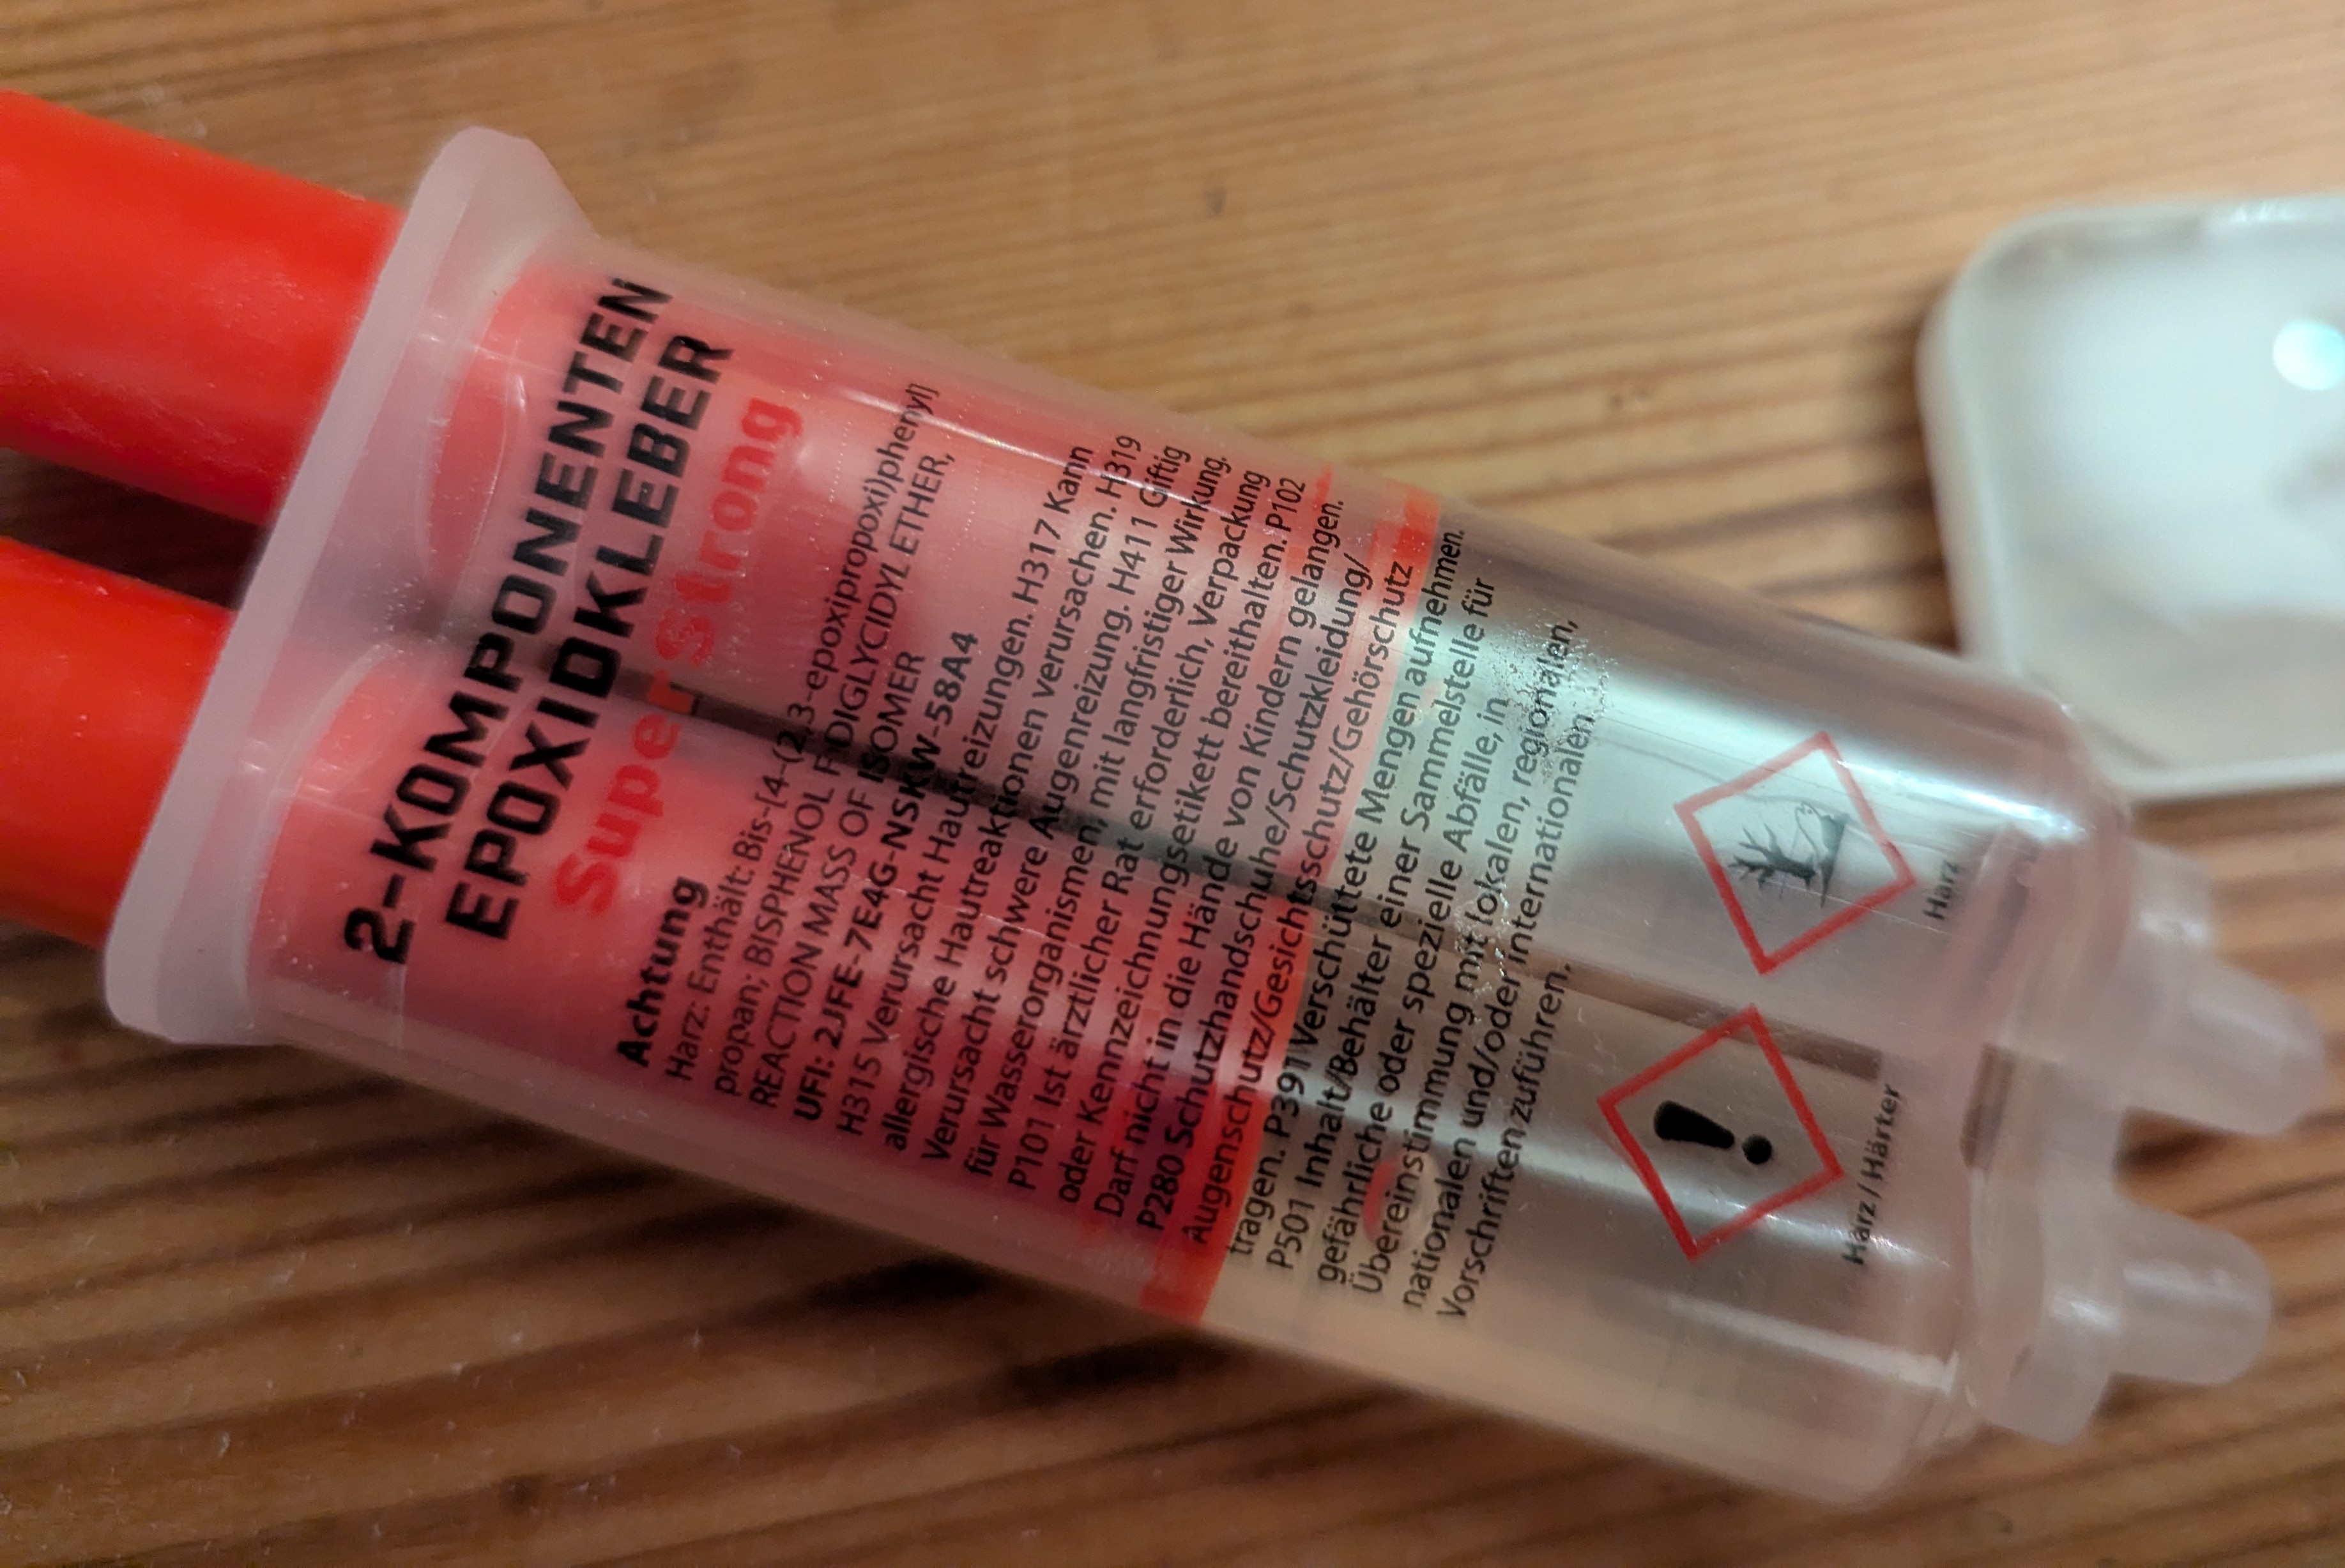 2-KOMPONENTEN
EPOXIDKLEBER
Super Strong
Achtung
Harz: Enthält: Bis-[4-(2,3-epoxipropoxi)phenyl]
propan; BISPHENOL F DIGLYCIDYL ETHER,
REACTION MASS OF ISOMER
UFI: 2JFE-7E4G-NSKW-58A4
H315 Verursacht Hautreizungen. H317 Kann
allergische Hautreaktionen verursachen. H319
Verursacht schwere Augenreizung. H411 Giftig
für Wasserorganismen, mit langfristiger Wirkung.
P101 Ist ärztlicher Rat erforderlich, Verpackung
oder Kennzeichnungsetikett bereithalten. P102
Darf nicht in die Hände von Kindern gelangen.
P280 Schutzhandschuhe/Schutzkleidung/
Augenschutz/Gesichtsschutz/Gehörschutz
tragen. P391 Verschüttete Mengen aufnehmen.
P501 Inhalt/Behälter einer Sammelstelle für
gefährliche oder spezielle Abfälle, in
Übereinstimmung mit lokalen, regionalen,
nationalen und/oder internationalen
Vorschriften zuführen.
Harz
Harz / Härter